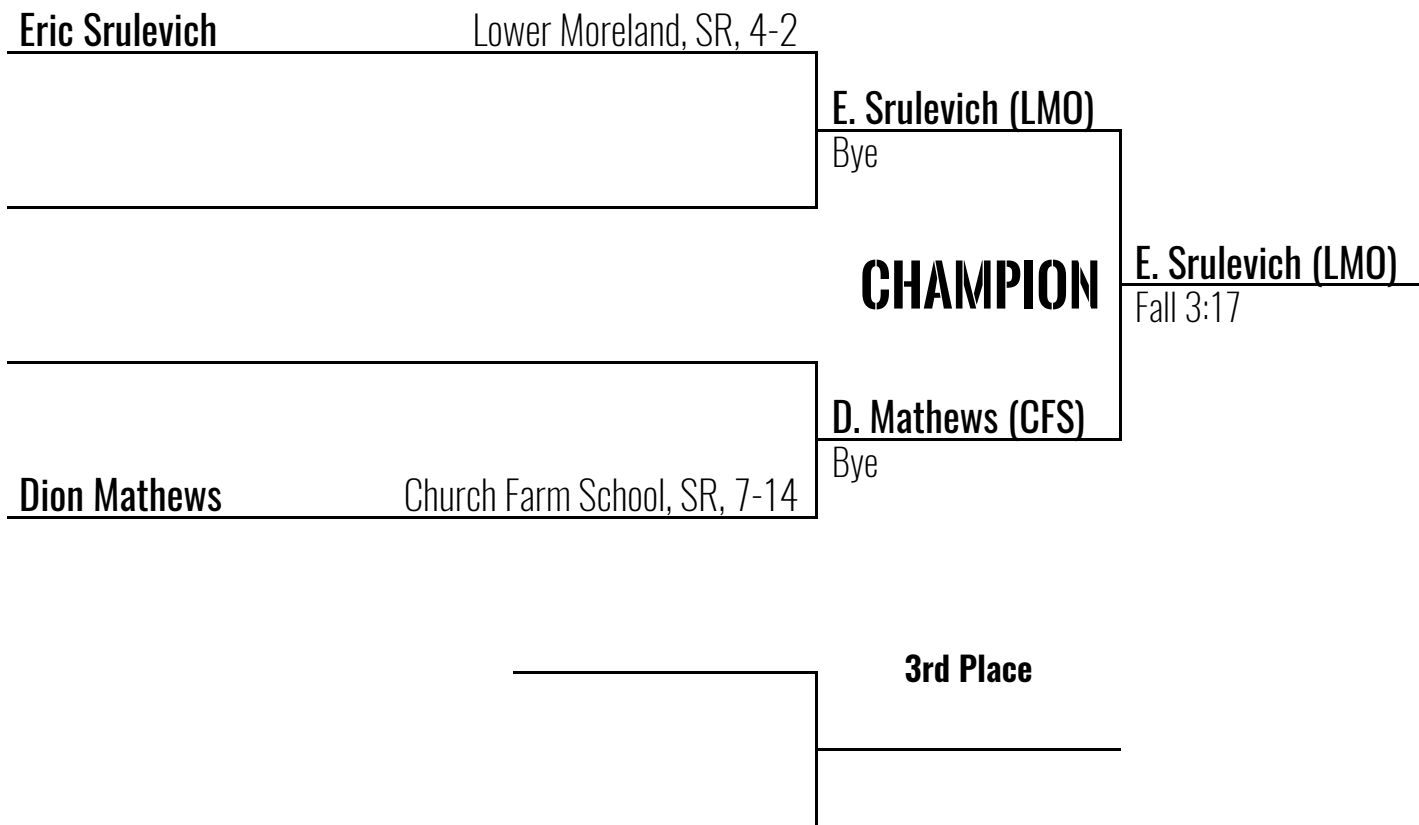 Eric Srulevich Lower Moreland, SR, 4-2
E. Srulevich (LMO)
Bye
CHAMPION
E. Srulevich (LMO)
Fall 3:17
D. Mathews (CFS)
Bye
Dion Mathews Church Farm School, SR, 7-14
3rd Place